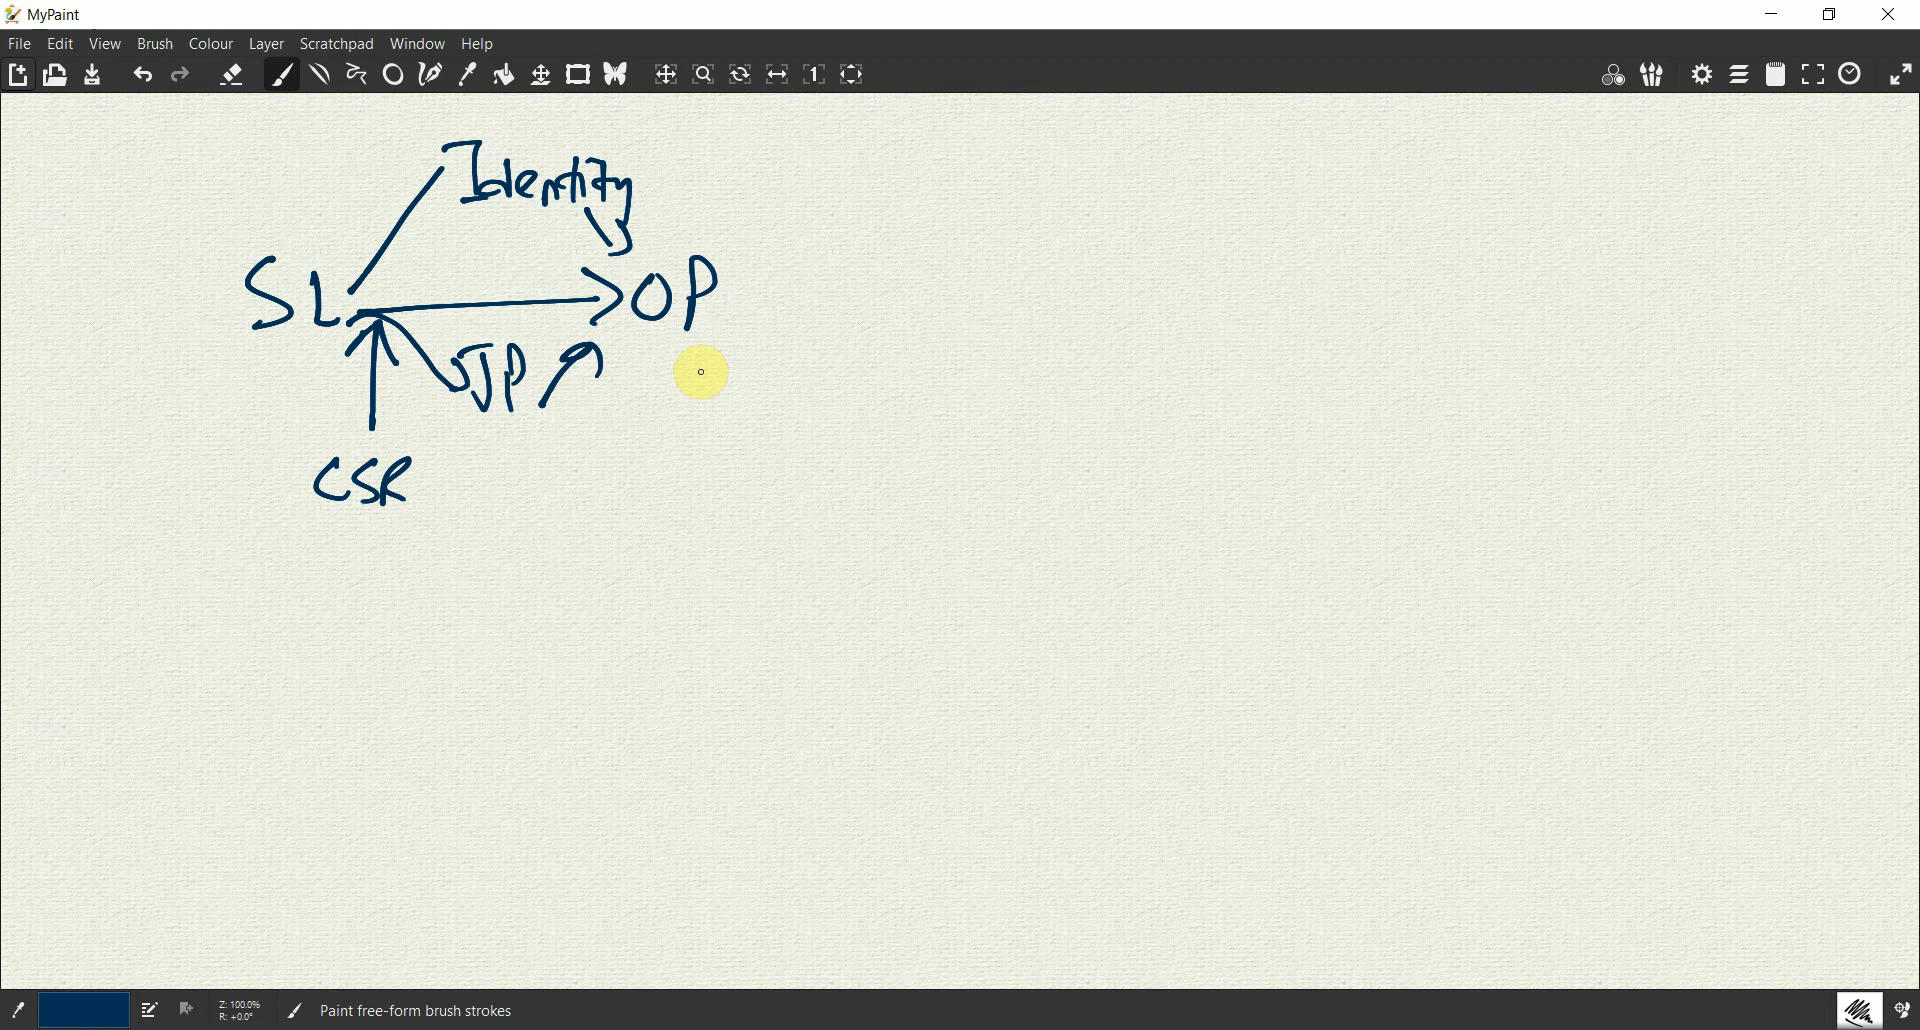 MyPaint
File Edit View Brush Colour Layer Scratchpad Window Help
Identity
SL OP
JP
CSR
Z: 100.0%
R: +0.0°
Paint free-form brush strokes